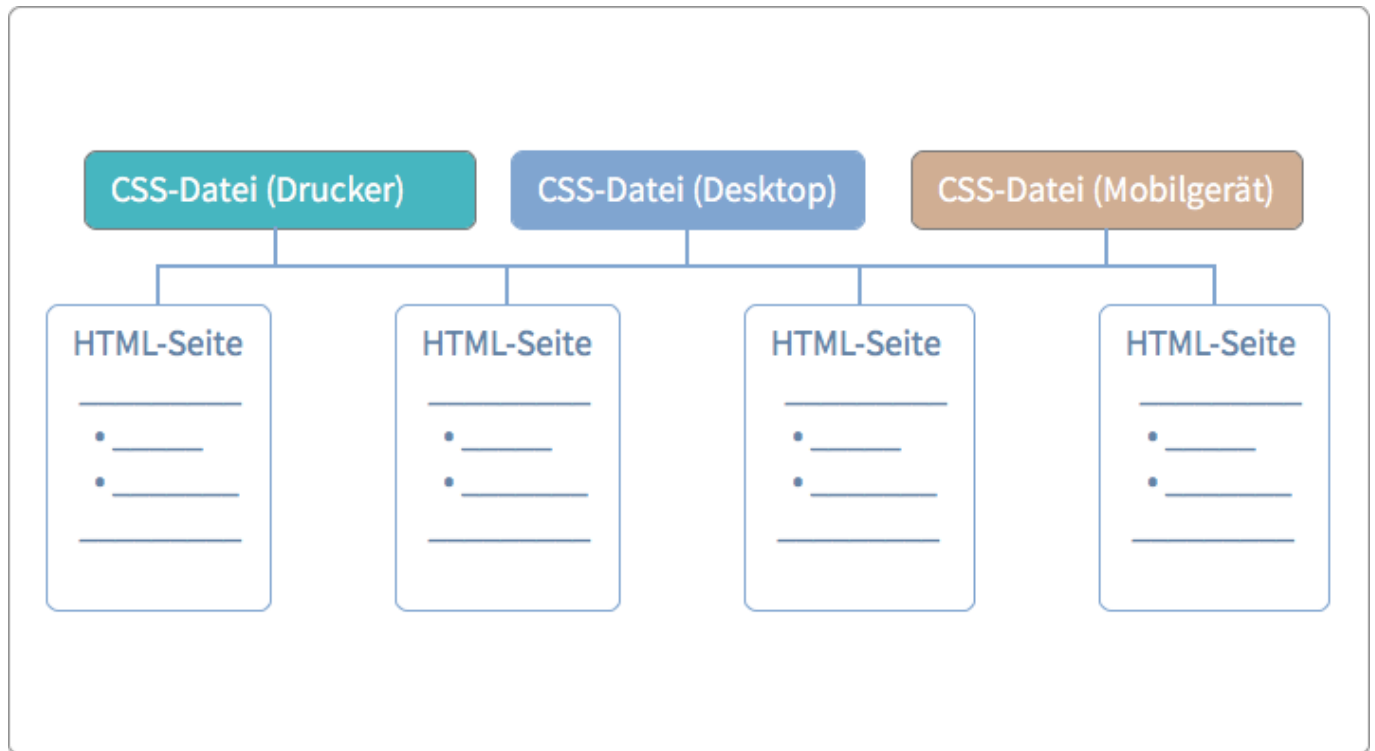 CSS-Datei (Drucker)
CSS-Datei (Desktop)
CSS-Datei (Mobilgerät)
HTML-Seite
HTML-Seite
HTML-Seite
HTML-Seite